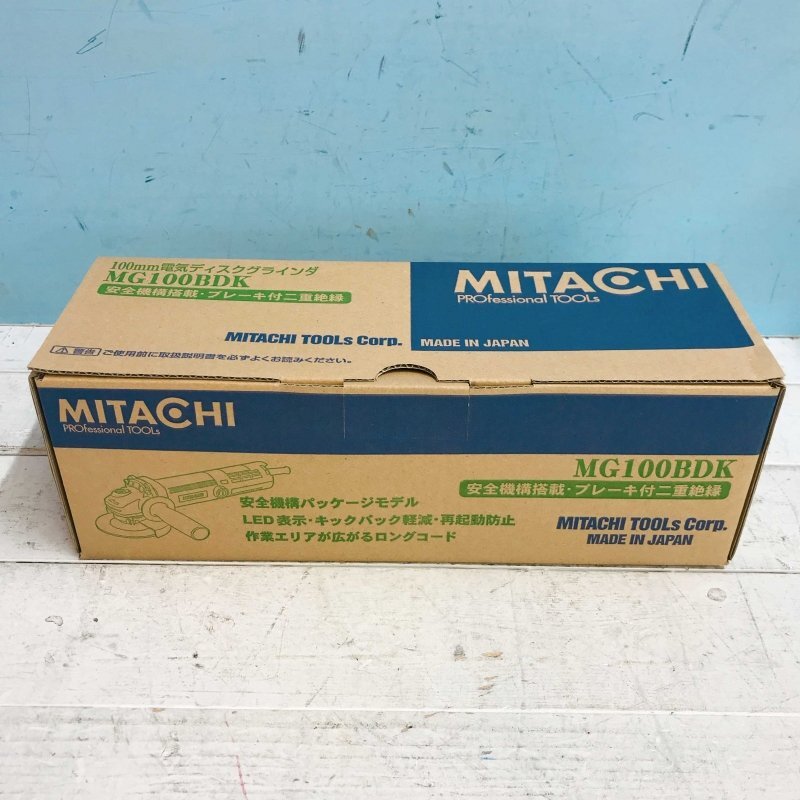 100mm電気ディスクグラインダ
MG100BDK
安全機構搭載・ブレーキ付二重絶縁
MITACHI
PROfessional TOOLs
MITACHI TOOLs Corp.
MADE IN JAPAN
警告 ご使用前に取扱説明書を必ずよくお読みください。
MITACHI
PROfessional TOOLs
MG100BDK
安全機構搭載・ブレーキ付二重絶縁
安全機構パッケージモデル
LED表示・キックバック軽減・再起動防止
作業エリアが広がるロングコード
MITACHI TOOLs Corp.
MADE IN JAPAN